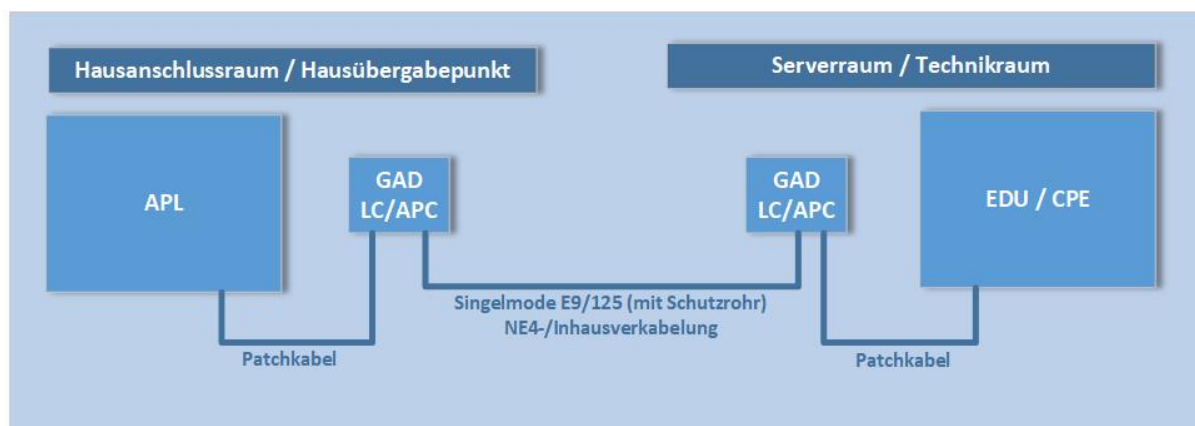 Hausanschlussraum / Hausübergabepunkt
Serverraum / Technikraum
APL
GAD
LC/APC
GAD
LC/APC
EDU / CPE
Singelmode E9/125 (mit Schutzrohr)
NE4-/Inhausverkabelung
Patchkabel
Patchkabel